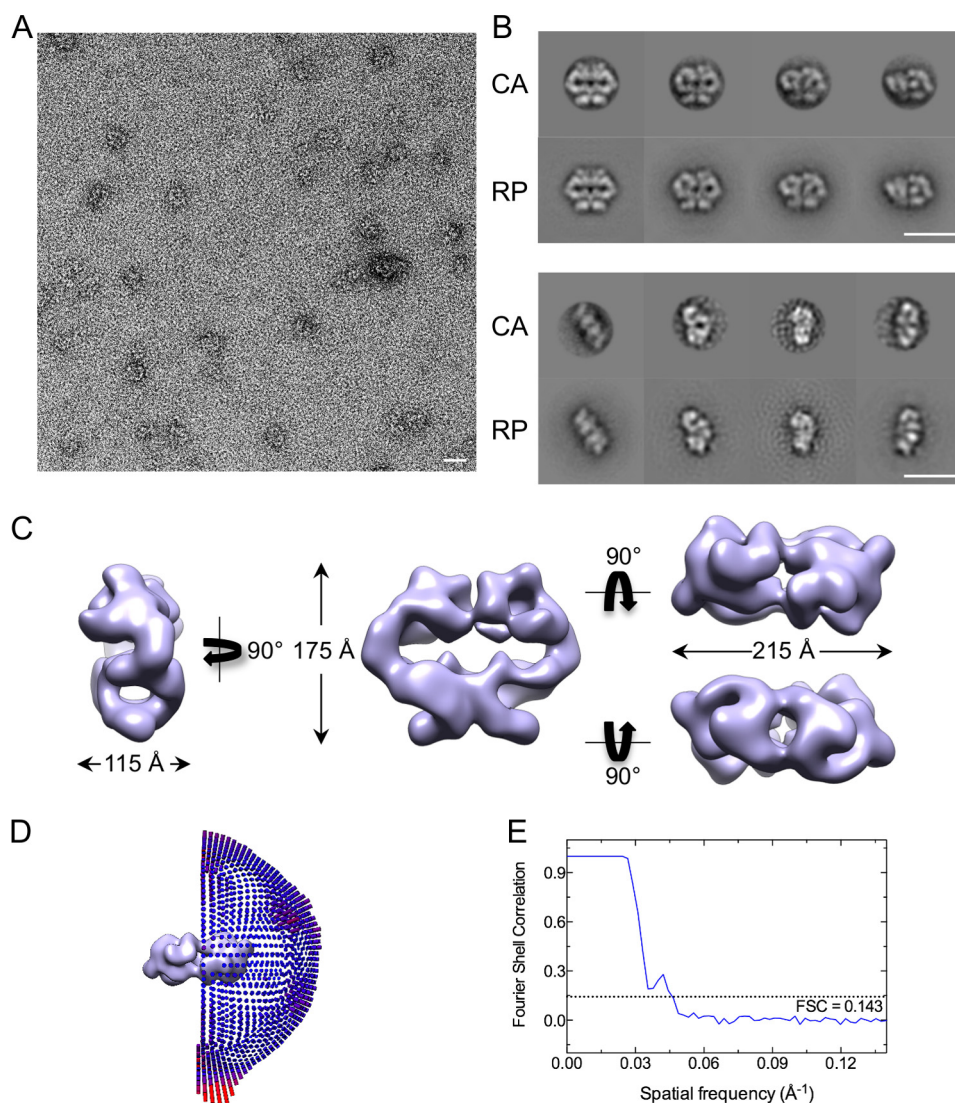 A
B
CA
RP
CA
RP
C
90°
175 Å
115 Å
90°
215 Å
90°
D
E
Fourier Shell Correlation
0.9
0.6
0.3
0.0
FSC = 0.143
0.00
0.03
0.06
0.09
0.12
Spatial frequency (Å⁻¹)